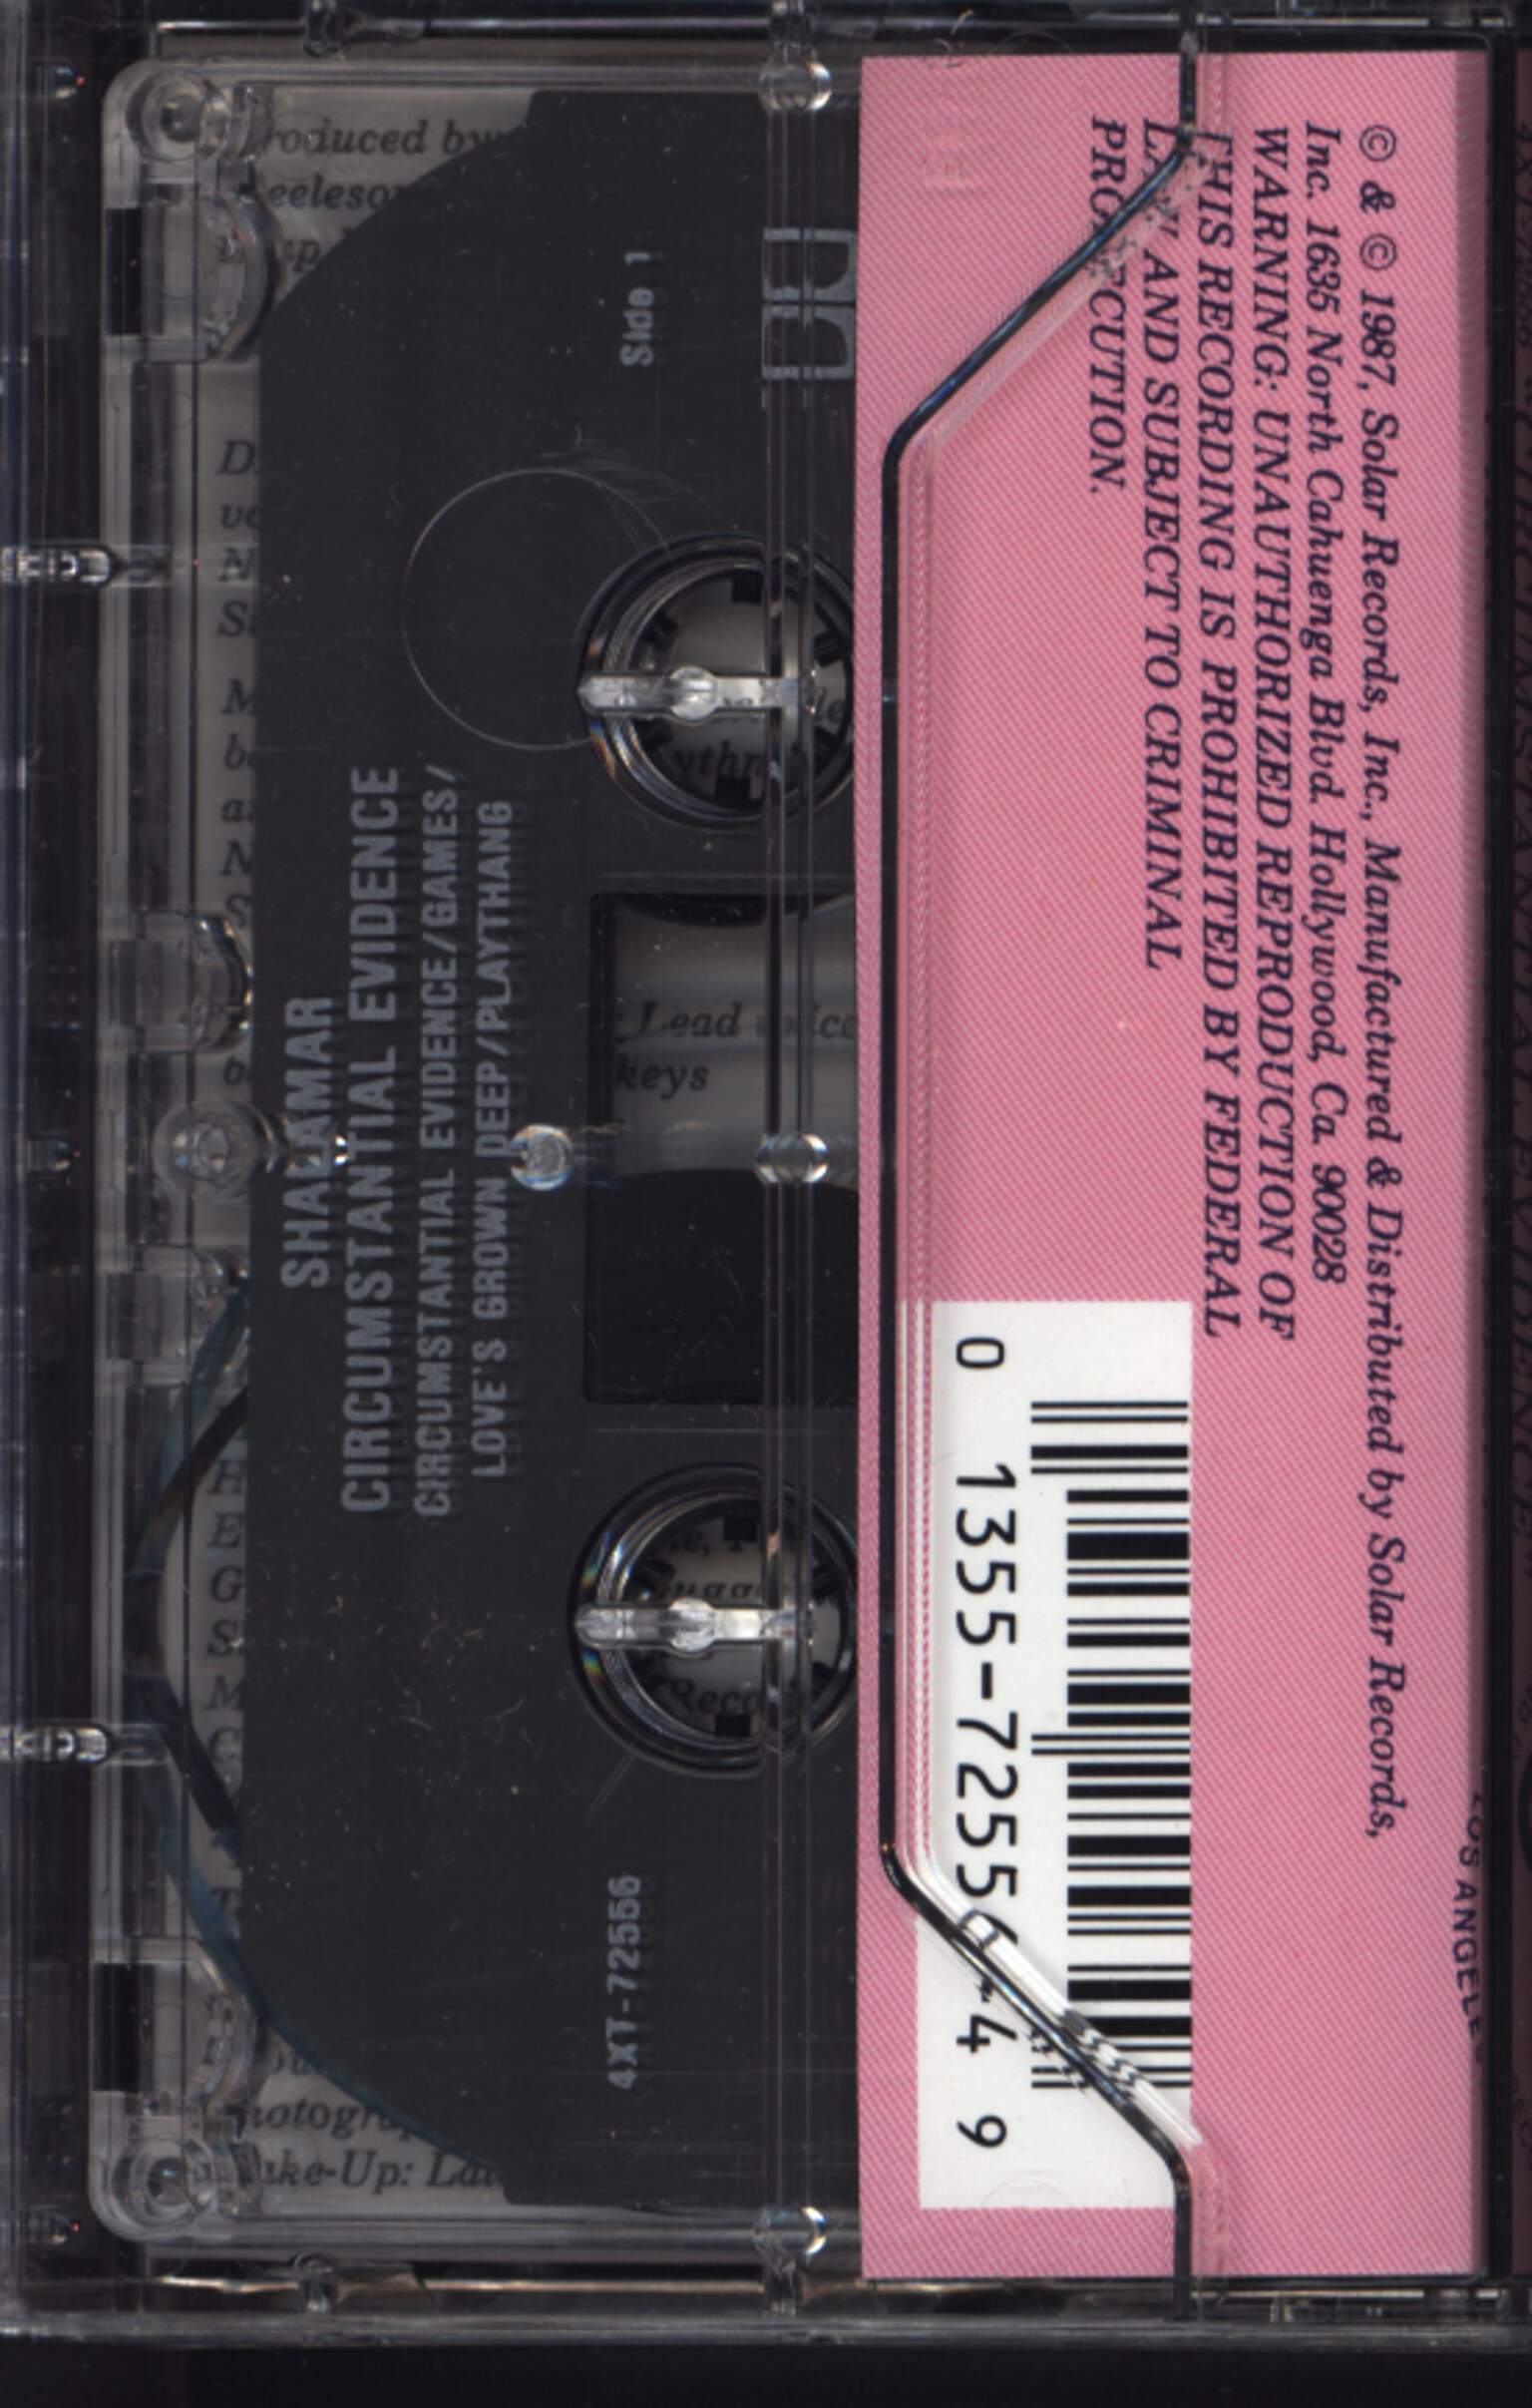 © & © 1987, Solar Records, Inc., Manufactured & Distributed by Solar Records,
Inc. 1635 North Cahuenga Blvd. Hollywood, Ca. 90028
WARNING: UNAUTHORIZED REPRODUCTION OF
THIS RECORDING IS PROHIBITED BY FEDERAL
LAW AND SUBJECT TO CRIMINAL
PROSECUTION.
0 1355-72556-4 9
LOS ANGELES
Side 1
SHALAMAR
CIRCUMSTANTIAL EVIDENCE
CIRCUMSTANTIAL EVIDENCE/GAMES/
LOVE'S GROWN DEEP/PLAYTHANG
4XT-72556
Produced by
: Lead voice
keys